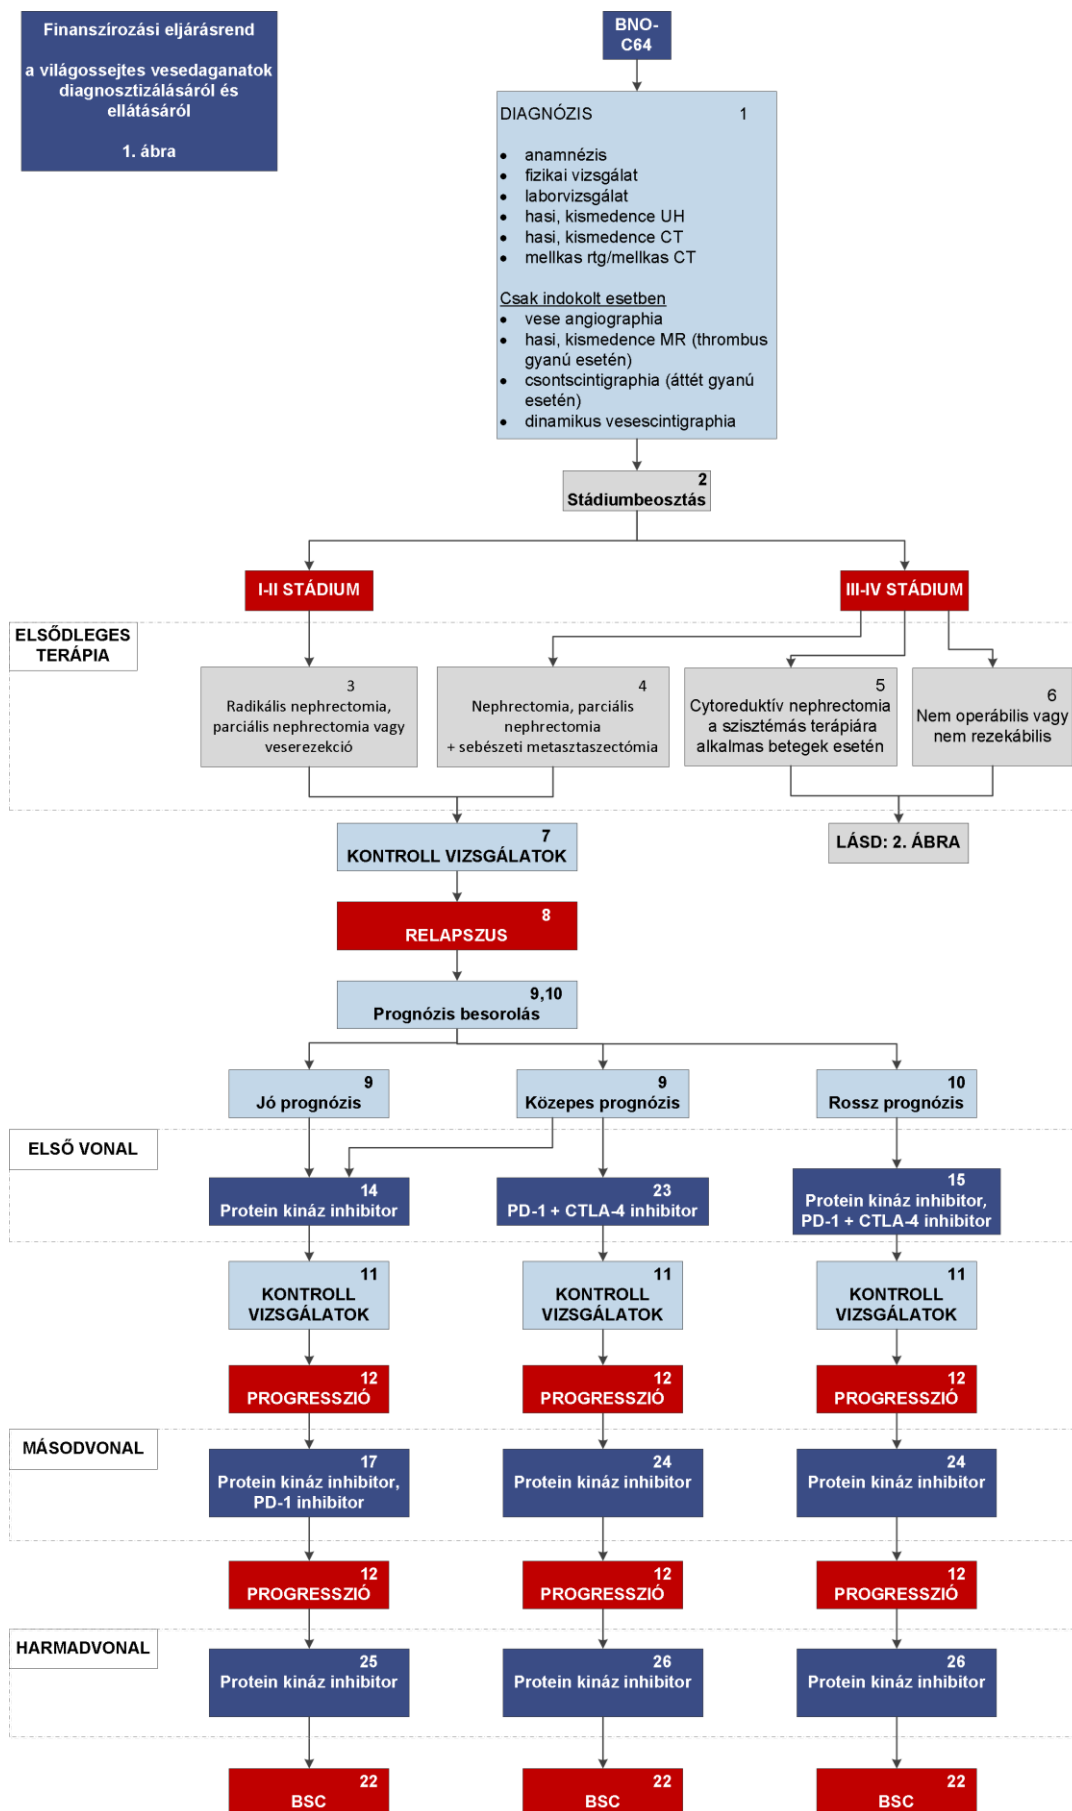 Finanszírozási eljárásrend
a világossejtes vesedaganatok
diagnosztizálásáról és
ellátásáról
1. ábra
BNO-
C64
DIAGNÓZIS 1
• anamnézis
• fizikai vizsgálat
• laborvizsgálat
• hasi, kismedence UH
• hasi, kismedence CT
• mellkas rtg/mellkas CT
Csak indokolt esetben
• vese angiographia
• hasi, kismedence MR (thrombus
gyanú esetén)
• csontscintigraphia (áttét gyanú
esetén)
• dinamikus vesescintigraphia
2
Stádiumbeosztás
I-II STÁDIUM
III-IV STÁDIUM
ELSŐDLEGES
TERÁPIA
3
Radikális nephrectomia,
parciális nephrectomia vagy
veserezekció
4
Nephrectomia, parciális
nephrectomia
+ sebészeti metasztaszectómia
5
Cytoreduktív nephrectomia
a szisztémás terápiára
alkalmas betegek esetén
6
Nem operábilis vagy
nem rezekábilis
7
KONTROLL VIZSGÁLATOK
LÁSD: 2. ÁBRA
8
RELAPSZUS
9,10
Prognózis besorolás
9
Jó prognózis
9
Közepes prognózis
10
Rossz prognózis
ELSŐ VONAL
14
Protein kináz inhibitor
23
PD-1 + CTLA-4 inhibitor
15
Protein kináz inhibitor,
PD-1 + CTLA-4 inhibitor
11
KONTROLL
VIZSGÁLATOK
11
KONTROLL
VIZSGÁLATOK
11
KONTROLL
VIZSGÁLATOK
12
PROGRESSZIÓ
12
PROGRESSZIÓ
12
PROGRESSZIÓ
MÁSODVONAL
17
Protein kináz inhibitor,
PD-1 inhibitor
24
Protein kináz inhibitor
24
Protein kináz inhibitor
12
PROGRESSZIÓ
12
PROGRESSZIÓ
12
PROGRESSZIÓ
HARMADVONAL
25
Protein kináz inhibitor
26
Protein kináz inhibitor
26
Protein kináz inhibitor
22
BSC
22
BSC
22
BSC